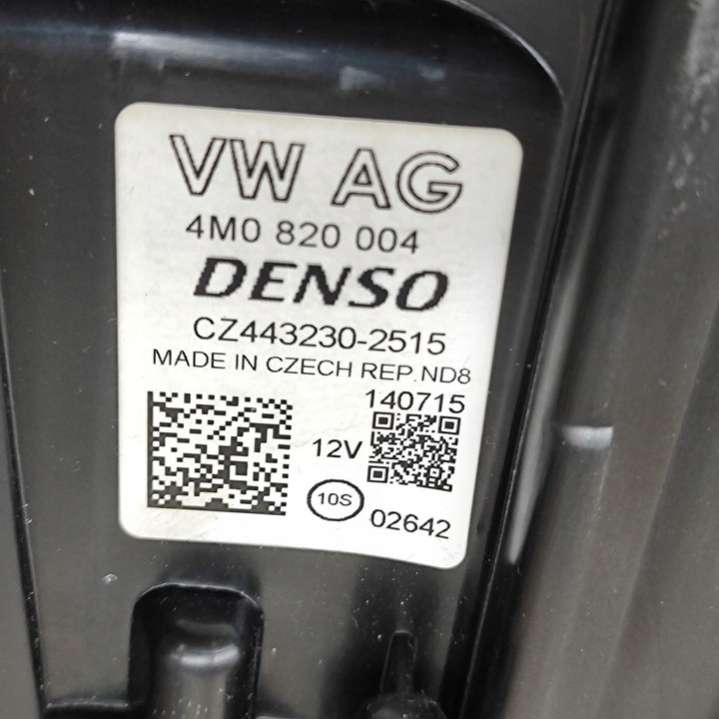 VW AG
4M0 820 004
DENSO
CZ443230-2515
MADE IN CZECH REP.ND8
140715
12V
10S
02642